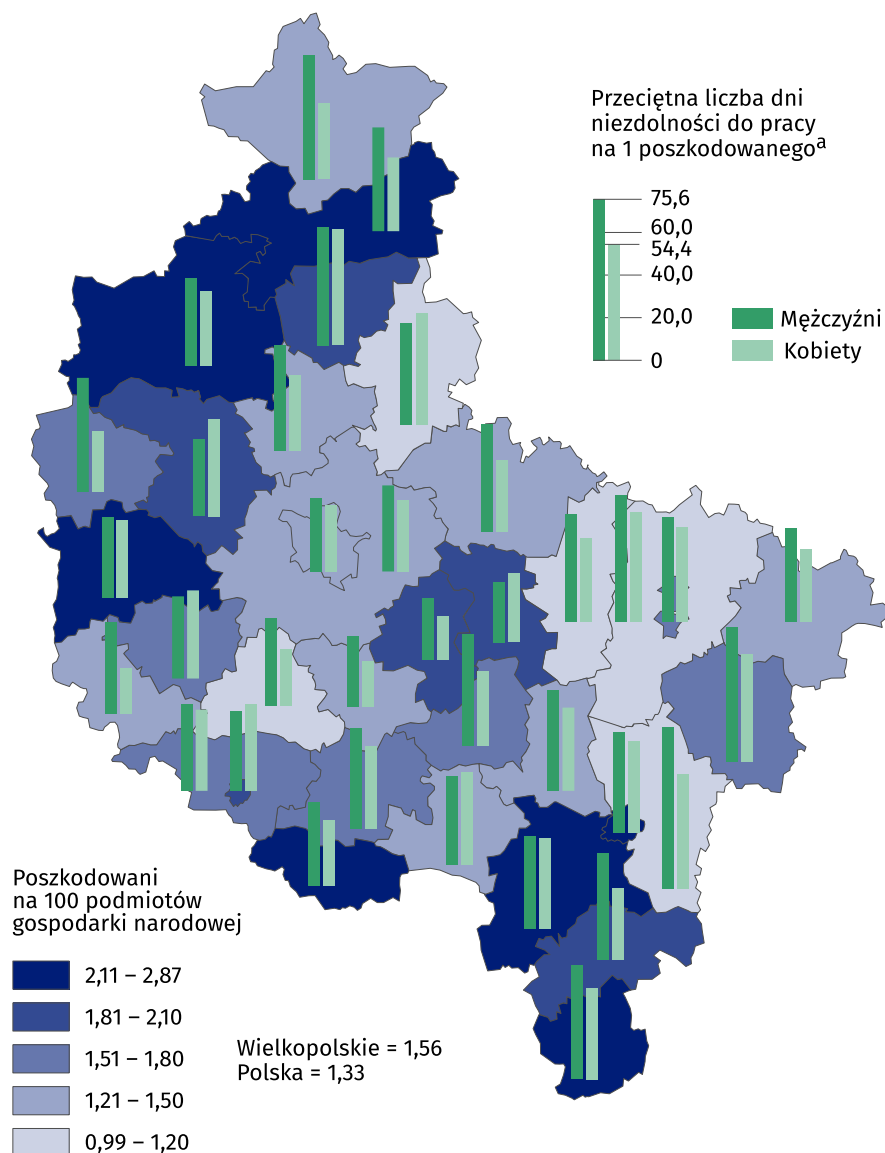 Przeciętna liczba dni
niezdolności do pracy
na 1 poszkodowanegoᵃ
75,6
60,0
54,4
40,0
20,0
0
Mężczyźni
Kobiety
Poszkodowani
na 100 podmiotów
gospodarki narodowej
2,11 – 2,87
1,81 – 2,10
1,51 – 1,80
1,21 – 1,50
0,99 – 1,20
Wielkopolskie = 1,56
Polska = 1,33